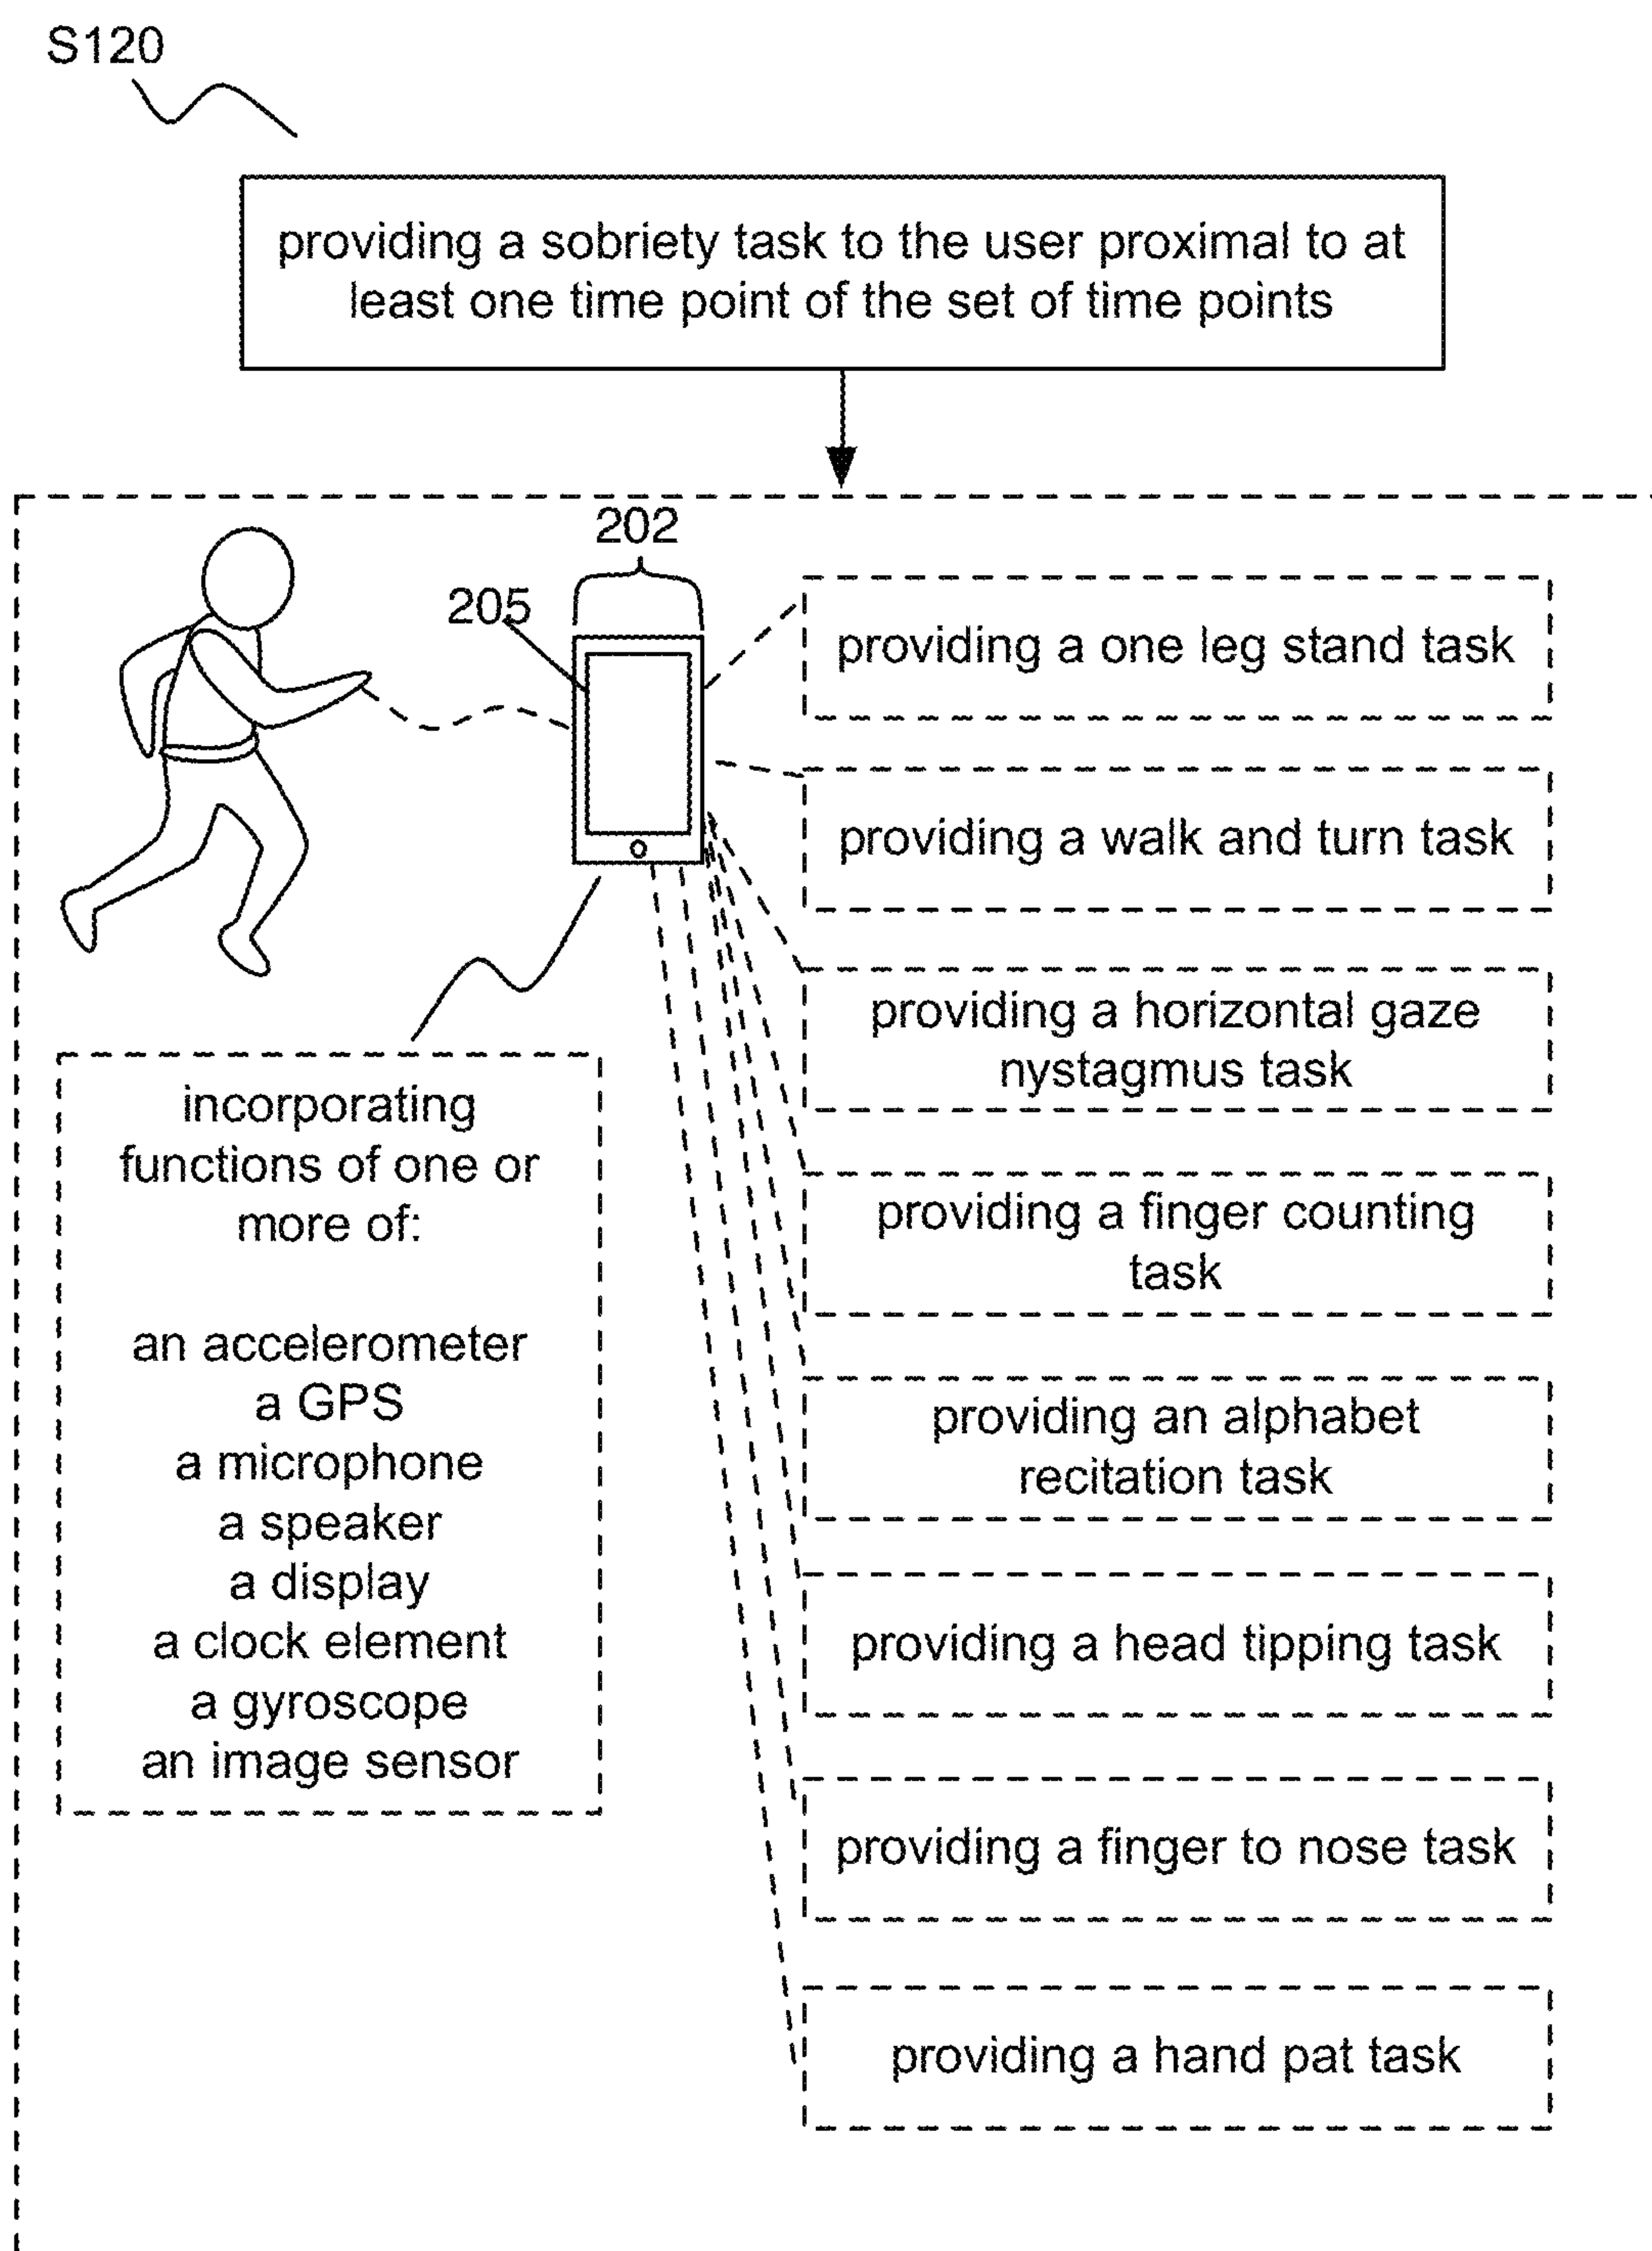 S120
providing a sobriety task to the user proximal to at
least one time point of the set of time points
202
205
providing a one leg stand task
providing a walk and turn task
providing a horizontal gaze
nystagmus task
providing a finger counting
task
providing an alphabet
recitation task
providing a head tipping task
providing a finger to nose task
providing a hand pat task
incorporating
functions of one or
more of:
an accelerometer
a GPS
a microphone
a speaker
a display
a clock element
a gyroscope
an image sensor